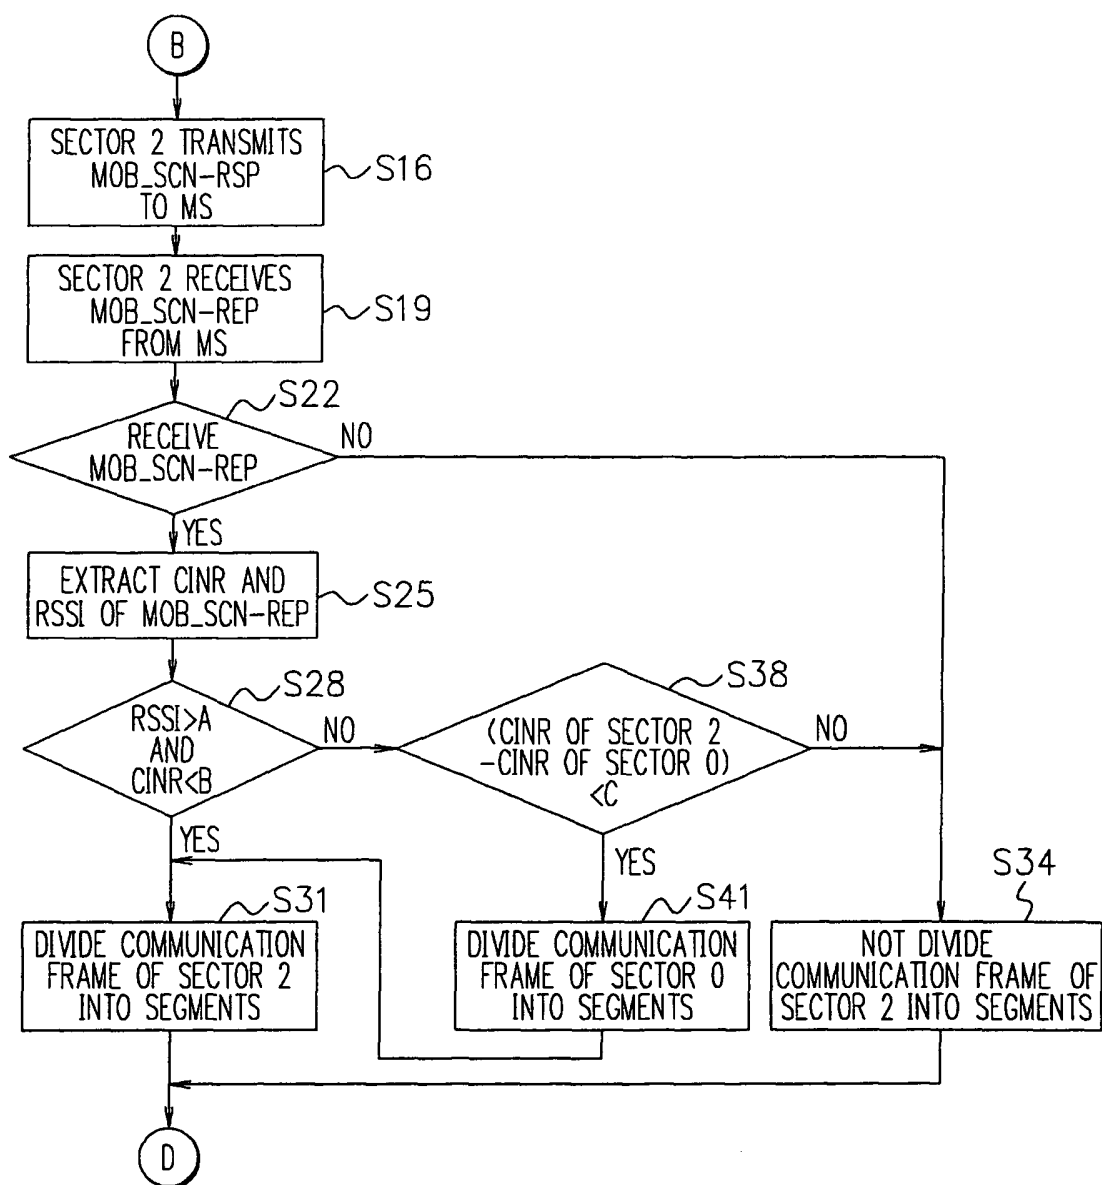 B
SECTOR 2 TRANSMITS
MOB_SCN-RSP
TO MS
S16
SECTOR 2 RECEIVES
MOB_SCN-REP
FROM MS
S19
S22
RECEIVE
MOB_SCN-REP
NO
YES
EXTRACT CINR AND
RSSI OF MOB_SCN-REP
S25
S28
RSSI>A
AND
CINR<B
NO
S38
(CINR OF SECTOR 2
-CINR OF SECTOR 0)
<C
NO
YES
YES
S31
DIVIDE COMMUNICATION
FRAME OF SECTOR 2
INTO SEGMENTS
S41
DIVIDE COMMUNICATION
FRAME OF SECTOR 0
INTO SEGMENTS
S34
NOT DIVIDE
COMMUNICATION FRAME OF
SECTOR 2 INTO SEGMENTS
D